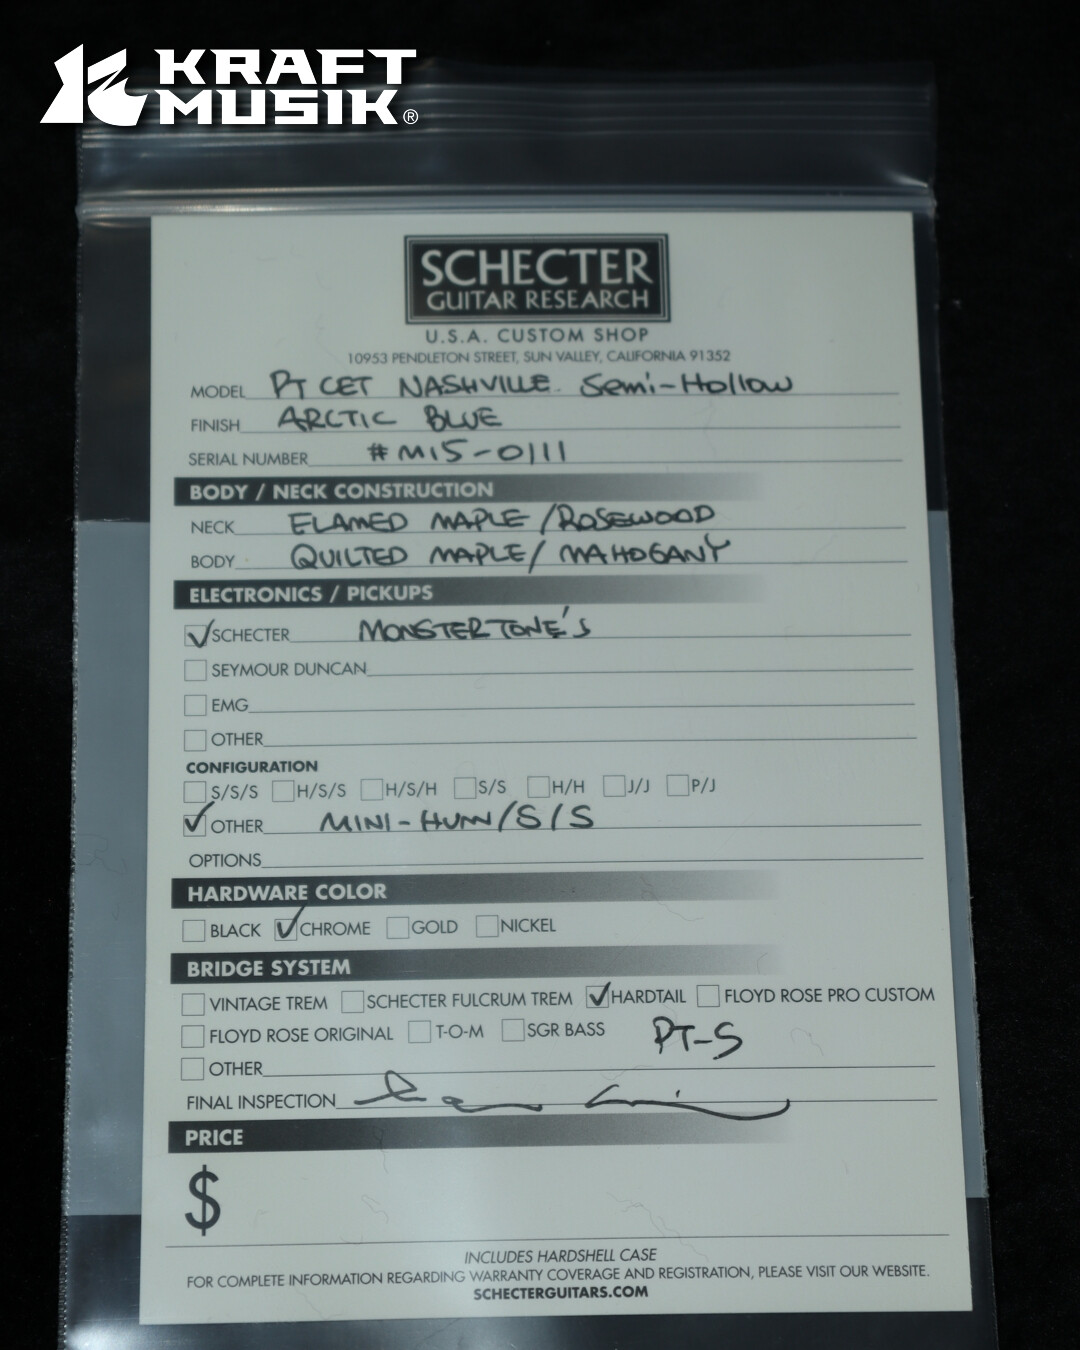 KRAFT
MUSIK®
SCHECTER
GUITAR RESEARCH
U.S.A. CUSTOM SHOP
10953 PENDLETON STREET, SUN VALLEY, CALIFORNIA 91352
MODEL PT CET NASHVILLE Semi-Hollow
FINISH ARCTIC BLUE
SERIAL NUMBER #M15-0111
BODY / NECK CONSTRUCTION
NECK FLAMED MAPLE / ROSEWOOD
BODY QUILTED MAPLE / MAHOGANY
ELECTRONICS / PICKUPS
SCHECTER MONSTERTONE'S
SEYMOUR DUNCAN
EMG
OTHER
CONFIGURATION
S/S/S H/S/S H/S/H S/S H/H J/J P/J
OTHER MINI-HUM/S/S
OPTIONS
HARDWARE COLOR
BLACK CHROME GOLD NICKEL
BRIDGE SYSTEM
VINTAGE TREM SCHECTER FULCRUM TREM HARDTAIL FLOYD ROSE PRO CUSTOM
FLOYD ROSE ORIGINAL T-O-M SGR BASS PT-S
OTHER
FINAL INSPECTION
PRICE
$
INCLUDES HARDSHELL CASE
FOR COMPLETE INFORMATION REGARDING WARRANTY COVERAGE AND REGISTRATION, PLEASE VISIT OUR WEBSITE.
SCHECTERGUITARS.COM